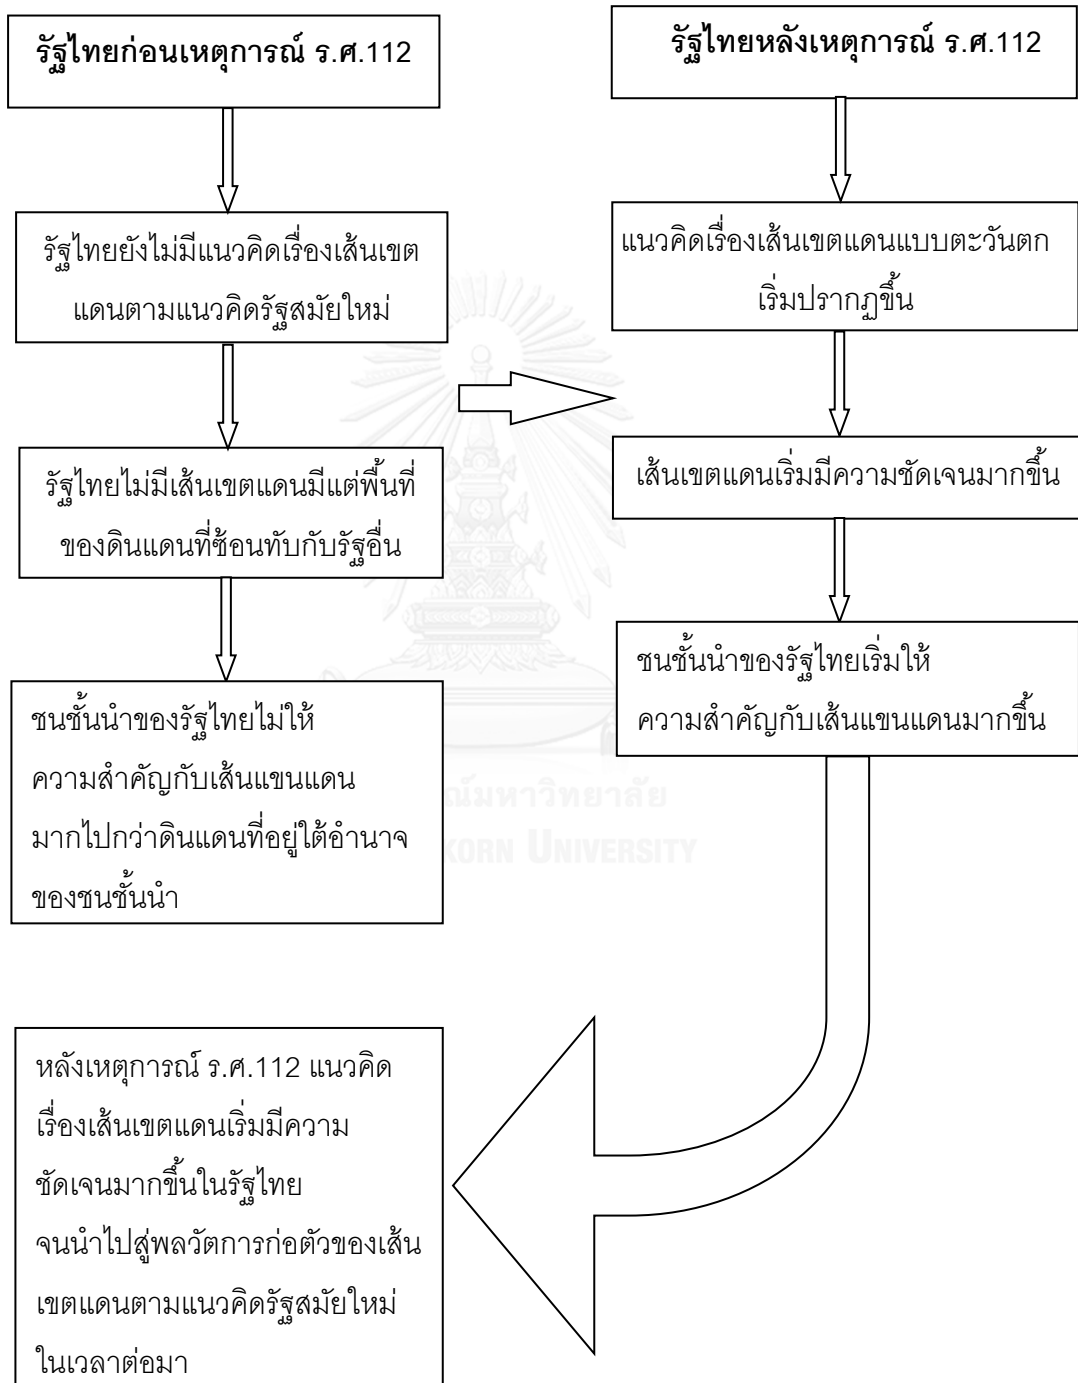 รัฐไทยก่อนเหตุการณ์ ร.ศ.112
รัฐไทยยังไม่มีแนวคิดเรื่องเส้นเขต
แดนตามแนวคิดรัฐสมัยใหม่
รัฐไทยไม่มีเส้นเขตแดนมีแต่พื้นที่
ของดินแดนที่ซ้อนทับกับรัฐอื่น
ชนชั้นนำของรัฐไทยไม่ให้
ความสำคัญกับเส้นแขนแดน
มากไปกว่าดินแดนที่อยู่ใต้อำนาจ
ของชนชั้นนำ
รัฐไทยหลังเหตุการณ์ ร.ศ.112
แนวคิดเรื่องเส้นเขตแดนแบบตะวันตก
เริ่มปรากฏขึ้น
เส้นเขตแดนเริ่มมีความชัดเจนมากขึ้น
ชนชั้นนำของรัฐไทยเริ่มให้
ความสำคัญกับเส้นแขนแดนมากขึ้น
หลังเหตุการณ์ ร.ศ.112 แนวคิด
เรื่องเส้นเขตแดนเริ่มมีความ
ชัดเจนมากขึ้นในรัฐไทย
จนนำไปสู่พลวัตการก่อตัวของเส้น
เขตแดนตามแนวคิดรัฐสมัยใหม่
ในเวลาต่อมา
ณ์มหาวิทยาลัย
KORN UNIVERSITY